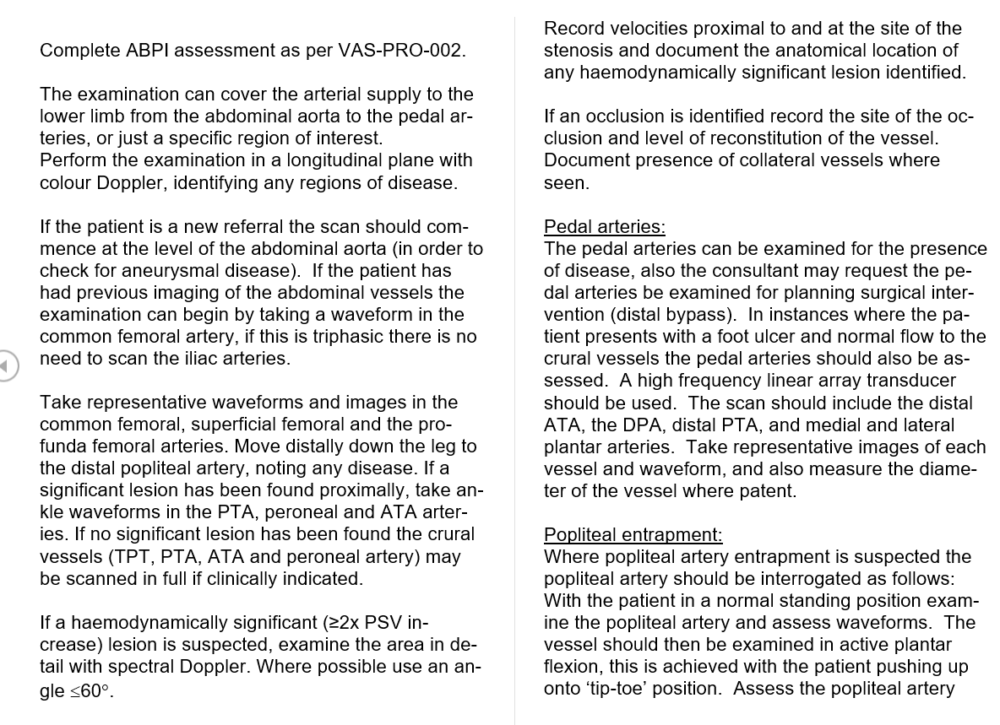 Complete ABPI assessment as per VAS-PRO-002.
The examination can cover the arterial supply to the
lower limb from the abdominal aorta to the pedal ar-
teries, or just a specific region of interest.
Perform the examination in a longitudinal plane with
colour Doppler, identifying any regions of disease.
If the patient is a new referral the scan should com-
mence at the level of the abdominal aorta (in order to
check for aneurysmal disease).  If the patient has
had previous imaging of the abdominal vessels the
examination can begin by taking a waveform in the
common femoral artery, if this is triphasic there is no
need to scan the iliac arteries.
Take representative waveforms and images in the
common femoral, superficial femoral and the pro-
funda femoral arteries. Move distally down the leg to
the distal popliteal artery, noting any disease. If a
significant lesion has been found proximally, take an-
kle waveforms in the PTA, peroneal and ATA arter-
ies. If no significant lesion has been found the crural
vessels (TPT, PTA, ATA and peroneal artery) may
be scanned in full if clinically indicated.
If a haemodynamically significant (≥2x PSV in-
crease) lesion is suspected, examine the area in de-
tail with spectral Doppler. Where possible use an an-
gle ≤60°.
Record velocities proximal to and at the site of the
stenosis and document the anatomical location of
any haemodynamically significant lesion identified.
If an occlusion is identified record the site of the oc-
clusion and level of reconstitution of the vessel.
Document presence of collateral vessels where
seen.
Pedal arteries:
The pedal arteries can be examined for the presence
of disease, also the consultant may request the pe-
dal arteries be examined for planning surgical inter-
vention (distal bypass).  In instances where the pa-
tient presents with a foot ulcer and normal flow to the
crural vessels the pedal arteries should also be as-
sessed.  A high frequency linear array transducer
should be used.  The scan should include the distal
ATA, the DPA, distal PTA, and medial and lateral
plantar arteries.  Take representative images of each
vessel and waveform, and also measure the diame-
ter of the vessel where patent.
Popliteal entrapment:
Where popliteal artery entrapment is suspected the
popliteal artery should be interrogated as follows:
With the patient in a normal standing position exam-
ine the popliteal artery and assess waveforms.  The
vessel should then be examined in active plantar
flexion, this is achieved with the patient pushing up
onto ‘tip-toe’ position.  Assess the popliteal artery